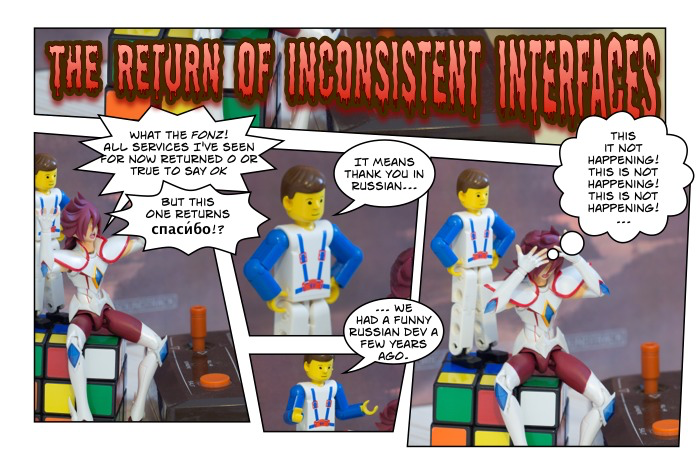 THE RETURN OF INCONSISTENT INTERFACES
WHAT THE FONZ!
ALL SERVICES I'VE SEEN
FOR NOW RETURNED 0 OR
TRUE TO SAY OK
BUT THIS
ONE RETURNS
спаси́бо!?
IT MEANS
THANK YOU IN
RUSSIAN...
... WE
HAD A FUNNY
RUSSIAN DEV A
FEW YEARS
AGO.
THIS
IT NOT
HAPPENING!
THIS IS NOT
HAPPENING!
THIS IS NOT
HAPPENING!
...